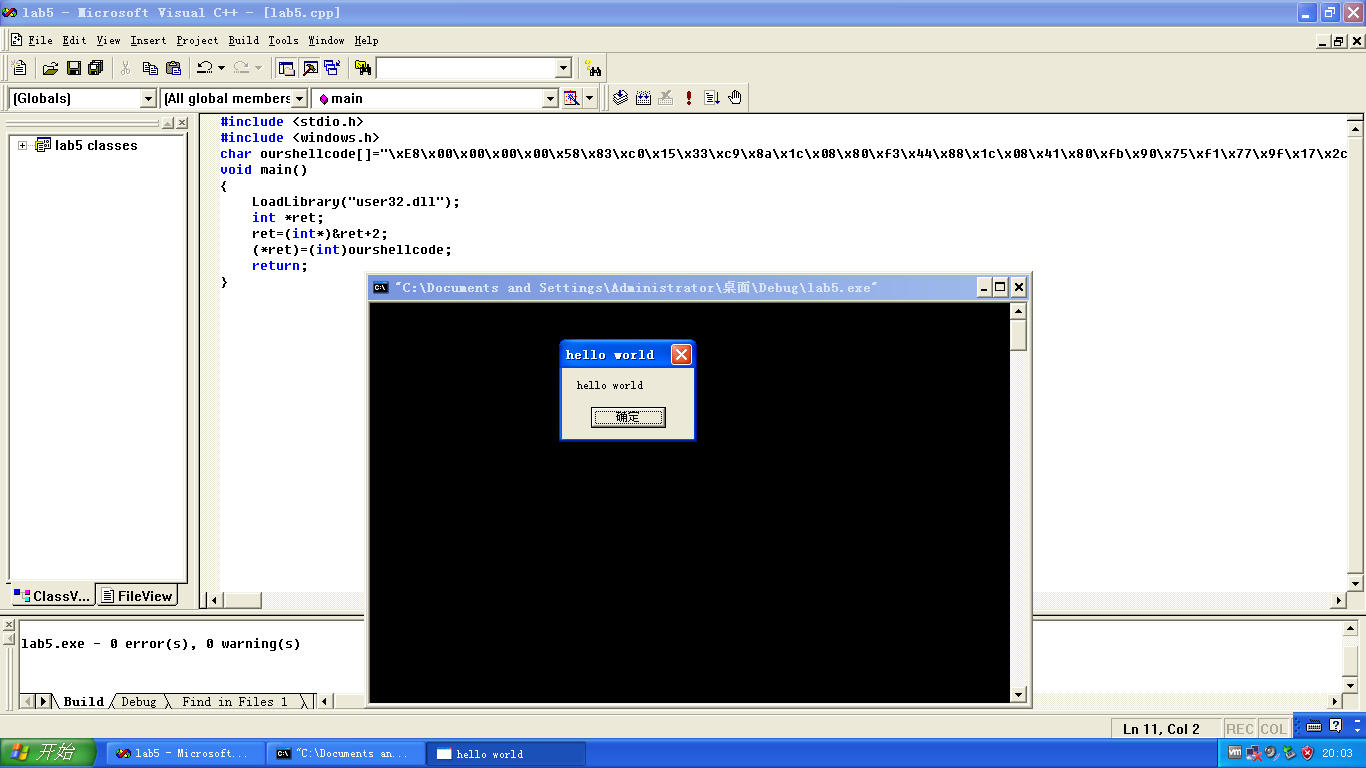 lab5 - Microsoft Visual C++ - [lab5.cpp]
File Edit View Insert Project Build Tools Window Help
(Globals) (All global members main
lab5 classes
#include <stdio.h>
#include <windows.h>
char ourshellcode[]="\xE8\x00\x00\x00\x00\x58\x83\xc0\x15\x33\xc9\x8a\x1c\x08\x80\xf3\x44\x88\x1c\x08\x41\x80\xfb\x90\x75\xf1\x77\x9f\x17\x2c
void main()
{
LoadLibrary("user32.dll");
int *ret;
ret=(int*)&ret+2;
(*ret)=(int)ourshellcode;
return;
}
"C:\Documents and Settings\Administrator\桌面\Debug\lab5.exe"
hello world
hello world
确定
ClassV... FileView
lab5.exe - 0 error(s), 0 warning(s)
Build Debug Find in Files 1
Ln 11, Col 2 REC COL
开始 lab5 - Microsoft... "C:\Documents an... hello world 20:03